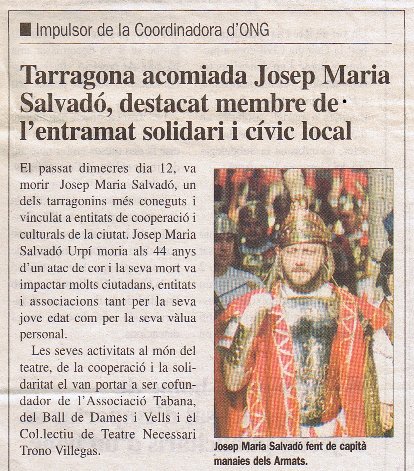 ■ Impulsor de la Coordinadora d'ONG
Tarragona acomiada Josep Maria
Salvadó, destacat membre de
l'entramat solidari i cívic local
El passat dimecres dia 12, va
morir Josep Maria Salvadó, un
dels tarragonins més coneguts i
vinculat a entitats de cooperació i
culturals de la ciutat. Josep Maria
Salvadó Urpí moria als 44 anys
d'un atac de cor i la seva mort va
impactar molts ciutadans, entitats
i associacions tant per la seva
jove edat com per la seva vàlua
personal.
Les seves activitats al món del
teatre, de la cooperació i la soli-
daritat el van portar a ser cofun-
dador de l'Associació Tabana,
del Ball de Dames i Vells i el
Col.lectiu de Teatre Necessari
Trono Villegas.
Josep Maria Salvadó fent de capità
manaies dels Armats.